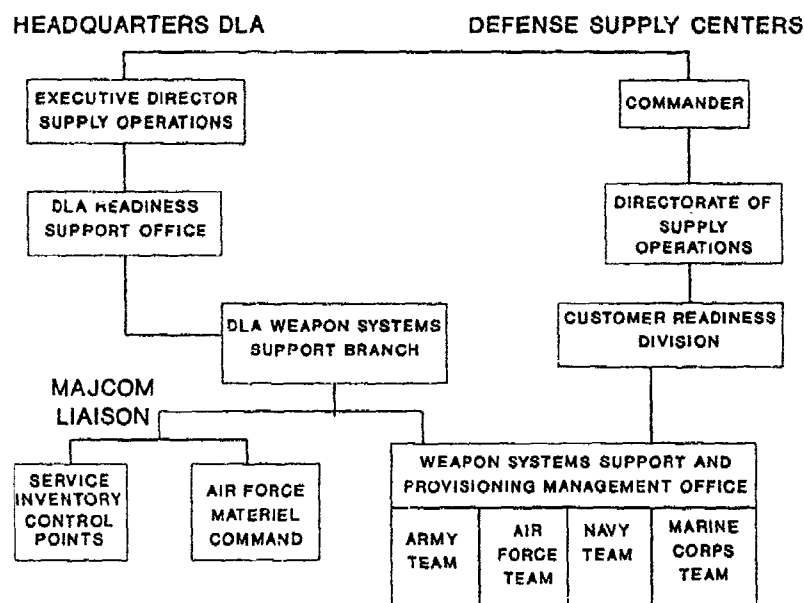 HEADQUARTERS DLA
DEFENSE SUPPLY CENTERS
EXECUTIVE DIRECTOR
SUPPLY OPERATIONS
COMMANDER
DLA READINESS
SUPPORT OFFICE
DIRECTORATE OF
SUPPLY
OPERATIONS
DLA WEAPON SYSTEMS
SUPPORT BRANCH
CUSTOMER READINESS
DIVISION
MAJCOM
LIAISON
SERVICE
INVENTORY
CONTROL
POINTS
AIR FORCE
MATERIEL
COMMAND
WEAPON SYSTEMS SUPPORT AND
PROVISIONING MANAGEMENT OFFICE
ARMY
TEAM
AIR
FORCE
TEAM
NAVY
TEAM
MARINE
CORPS
TEAM